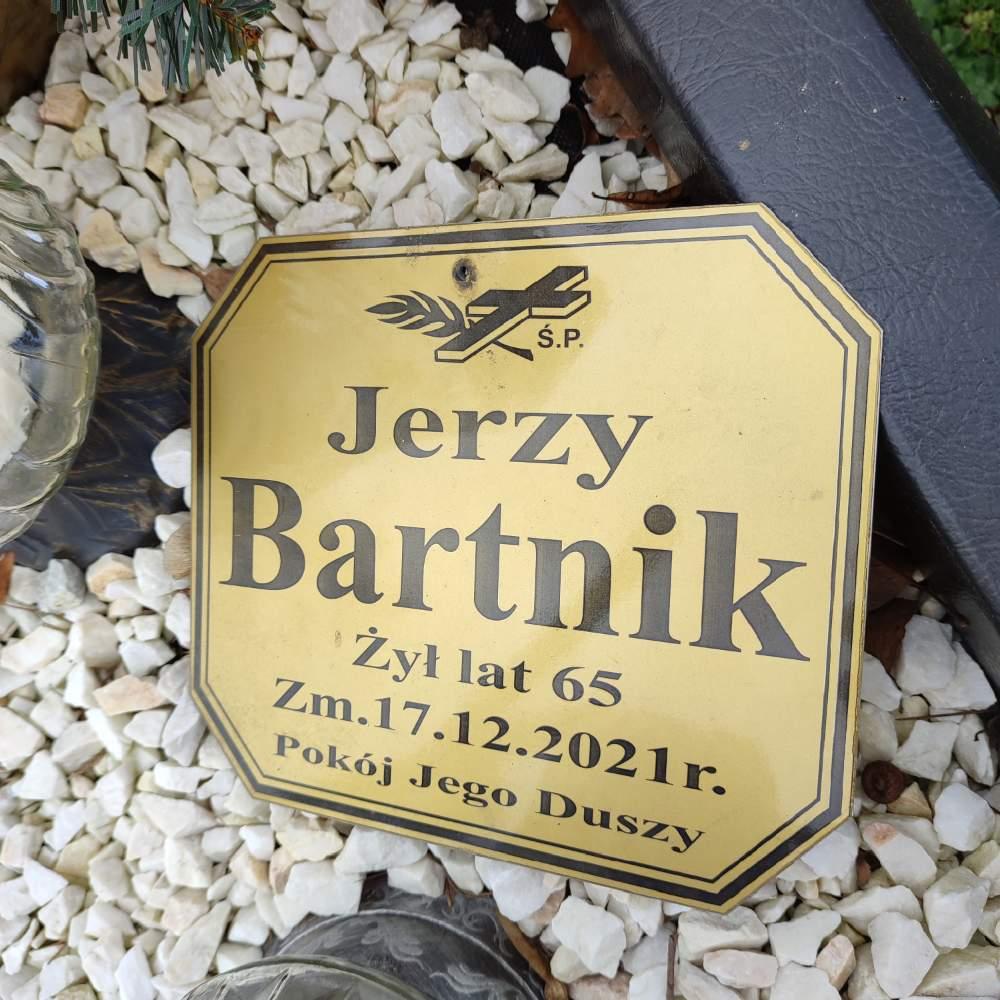 Ś.P.
Jerzy
Bartnik
Żył lat 65
Zm.17.12.2021r.
Pokój Jego Duszy